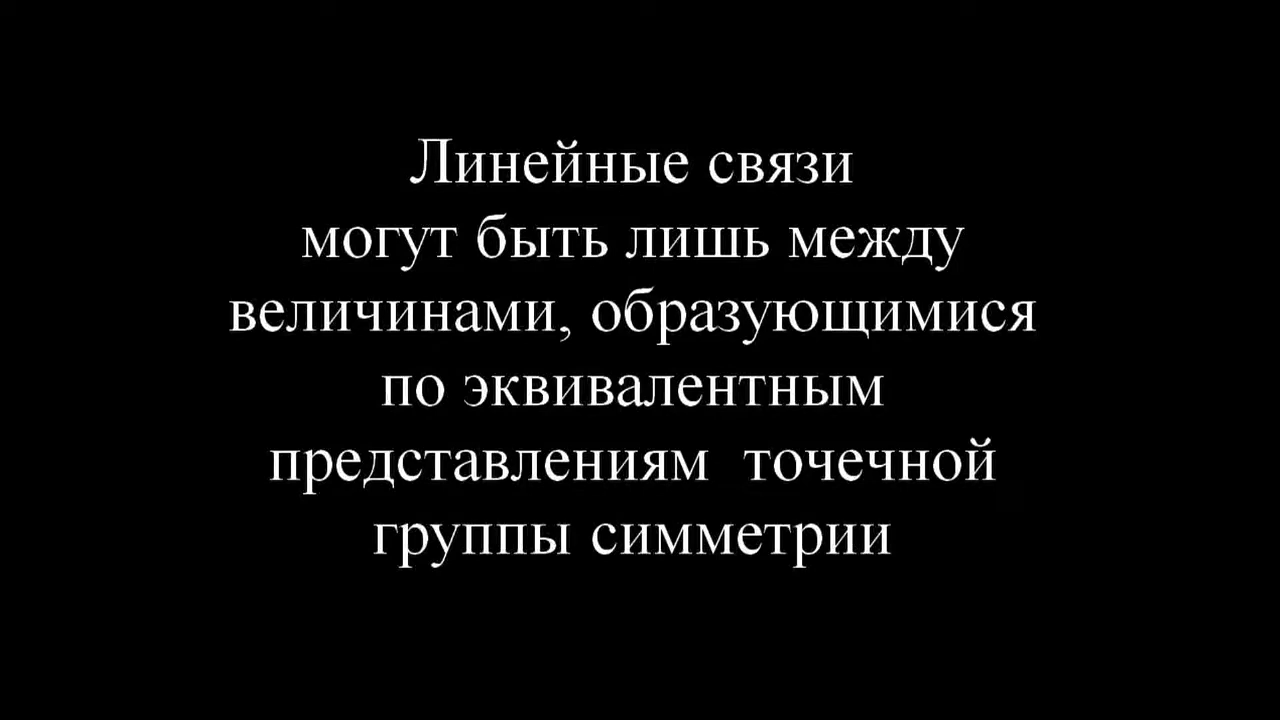 Линейные связи
могут быть лишь между
величинами, образующимися
по эквивалентным
представлениям точечной
группы симметрии